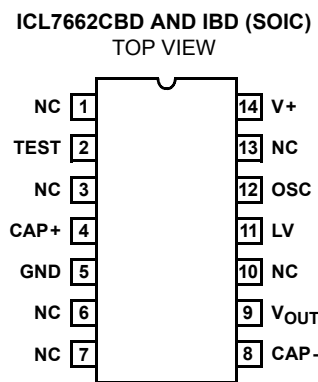 ICL7662CBD AND IBD (SOIC)
TOP VIEW
NC 1
TEST 2
NC 3
CAP+ 4
GND 5
NC 6
NC 7
14 V+
13 NC
12 OSC
11 LV
10 NC
9 VOUT
8 CAP-